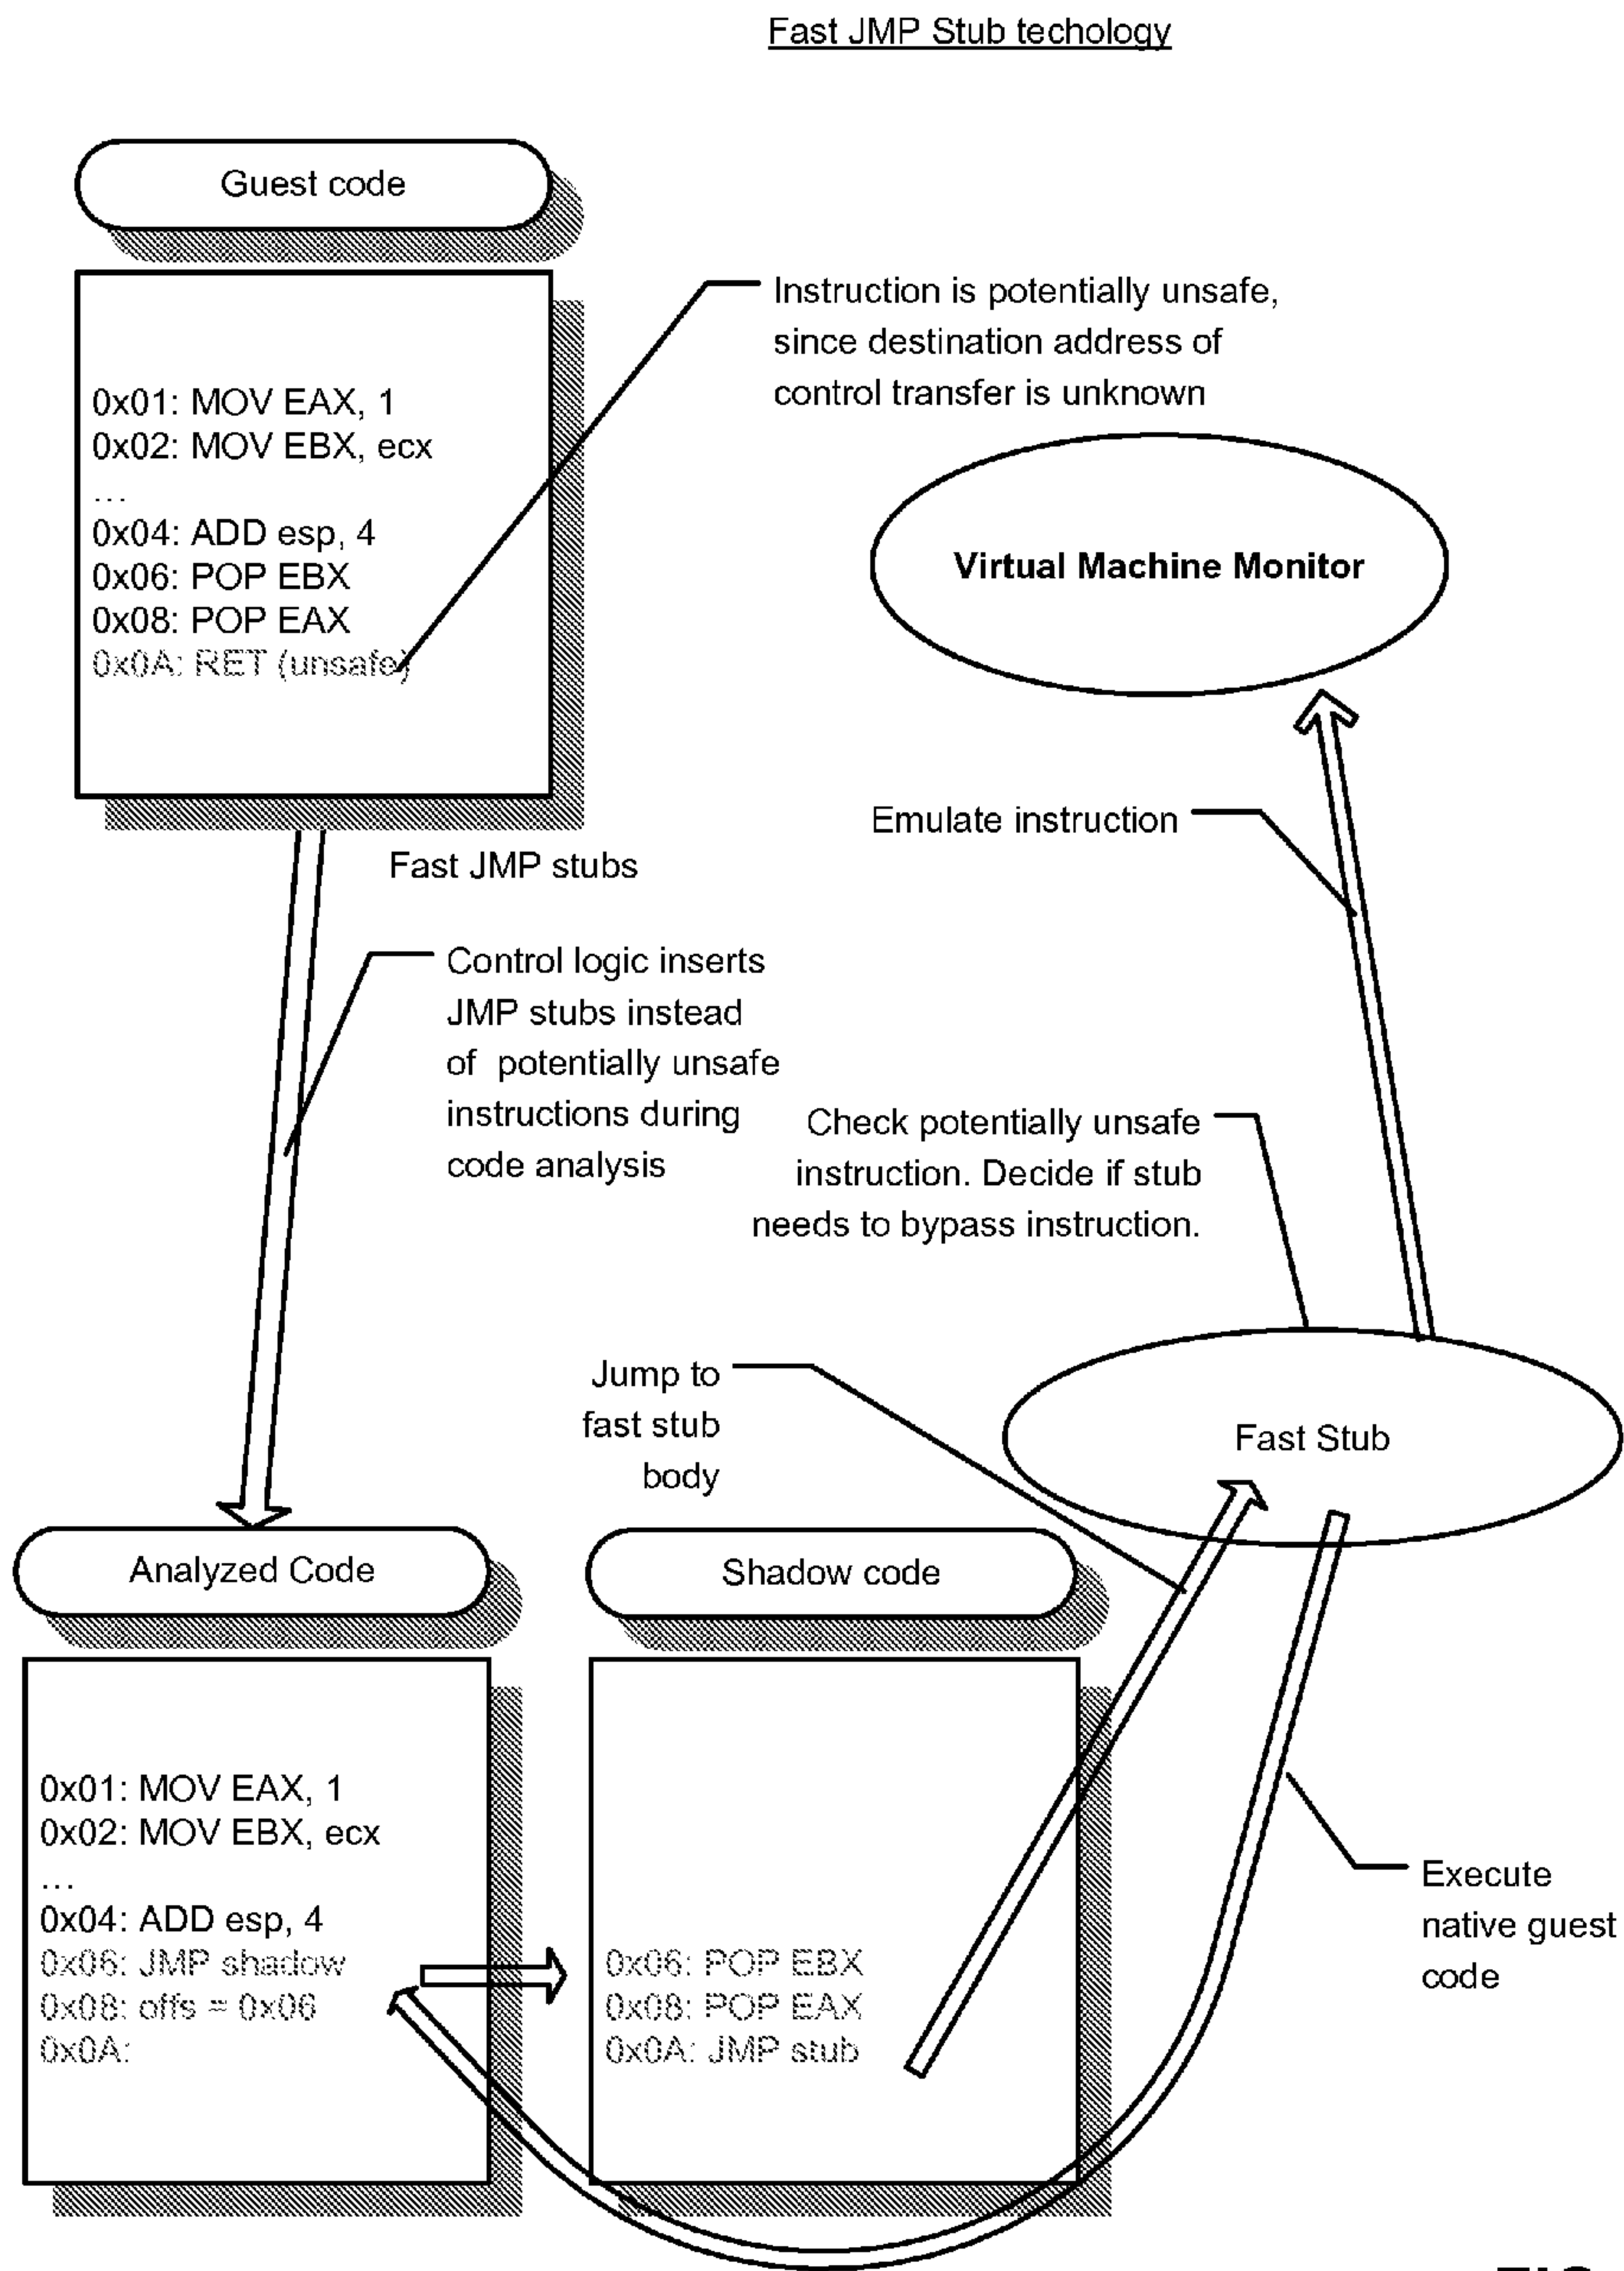 Fast JMP Stub techology
Guest code
0x01: MOV EAX, 1
0x02: MOV EBX, ecx
...
0x04: ADD esp, 4
0x06: POP EBX
0x08: POP EAX
0x0A: RET (unsafe)
Instruction is potentially unsafe,
since destination address of
control transfer is unknown
Virtual Machine Monitor
Emulate instruction
Fast JMP stubs
Control logic inserts
JMP stubs instead
of potentially unsafe
instructions during
code analysis
Check potentially unsafe
instruction. Decide if stub
needs to bypass instruction.
Jump to
fast stub
body
Fast Stub
Analyzed Code
0x01: MOV EAX, 1
0x02: MOV EBX, ecx
...
0x04: ADD esp, 4
0x06: JMP shadow
0x08: offs = 0x06
0x0A:
Shadow code
0x06: POP EBX
0x08: POP EAX
0x0A: JMP stub
Execute
native guest
code